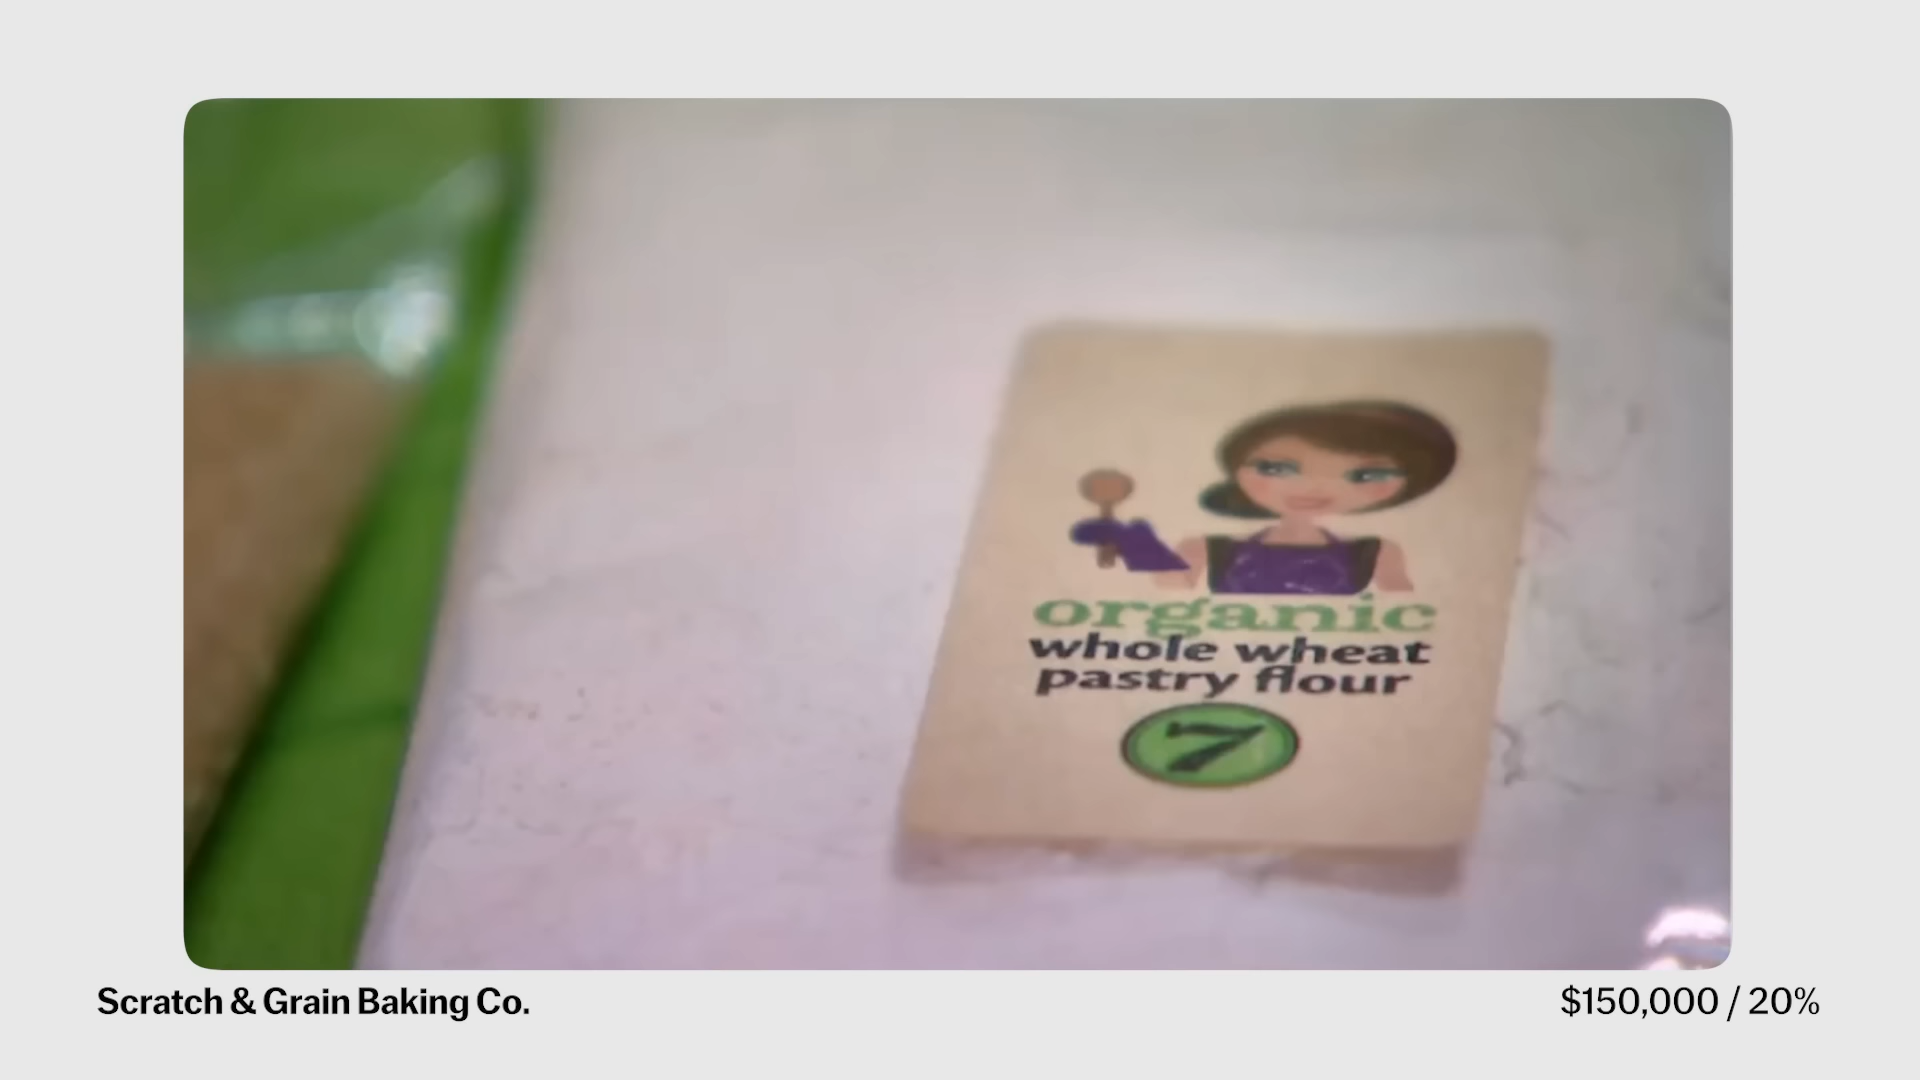 organic
whole wheat
pastry flour
7
Scratch & Grain Baking Co.
$150,000 / 20%